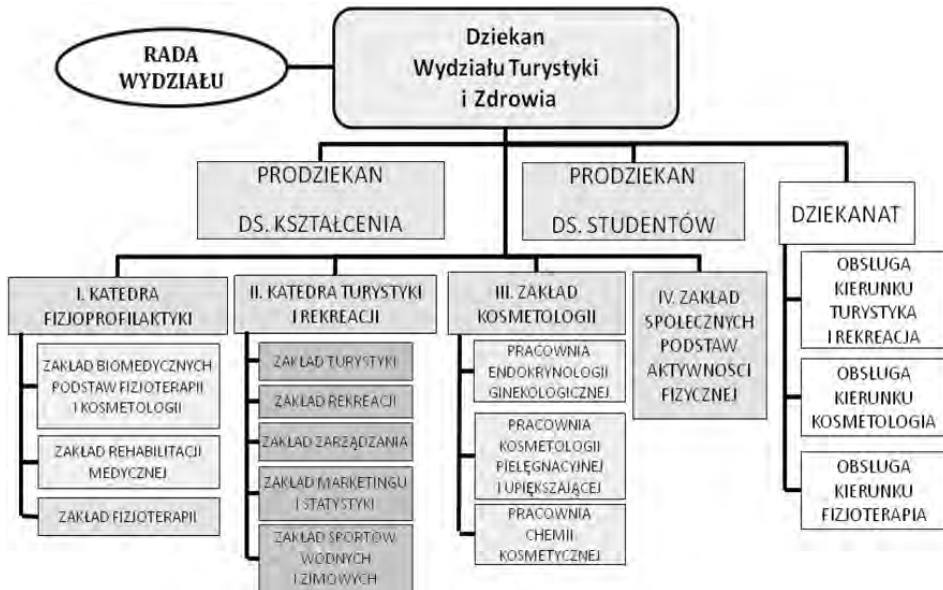 RADA
WYDZIAŁU
Dziekan
Wydziału Turystyki
i Zdrowia
PRODZIEKAN
DS. KSZTAŁCENIA
PRODZIEKAN
DS. STUDENTÓW
DZIEKANAT
I. KATEDRA
FIZJOPROFILAKTYKI
ZAKŁAD BIOMEDYCZNYCH
PODSTAW FIZJOTERAPII
I KOSMETOLOGII
ZAKŁAD REHABILITACJI
MEDYCZNEJ
ZAKŁAD FIZJOTERAPII
II. KATEDRA TURYSTYKI
I REKREACJI
ZAKŁAD TURYSTYKI
ZAKŁAD REKREACJI
ZAKŁAD ZARZĄDZANIA
ZAKŁAD MARKETINGU
I STATYSTYKI
ZAKŁAD SPORTÓW
WODNYCH
I ZIMOWYCH
III. ZAKŁAD
KOSMETOLOGII
PRACOWNIA
ENDOKRYNOLOGII
GINEKOLOGICZNEJ
PRACOWNIA
KOSMETOLOGII
PIELĘGNACYJNEJ
I UPIĘKSZAJĄCEJ
PRACOWNIA
CHEMII
KOSMETYCZNEJ
IV. ZAKŁAD
SPOŁECZNYCH
PODSTAW
AKTYWNOŚCI
FIZYCZNEJ
OBSŁUGA
KIERUNKU
TURYSTYKA
I REKREACJA
OBSŁUGA
KIERUNKU
KOSMETOLOGIA
OBSŁUGA
KIERUNKU
FIZJOTERAPIA